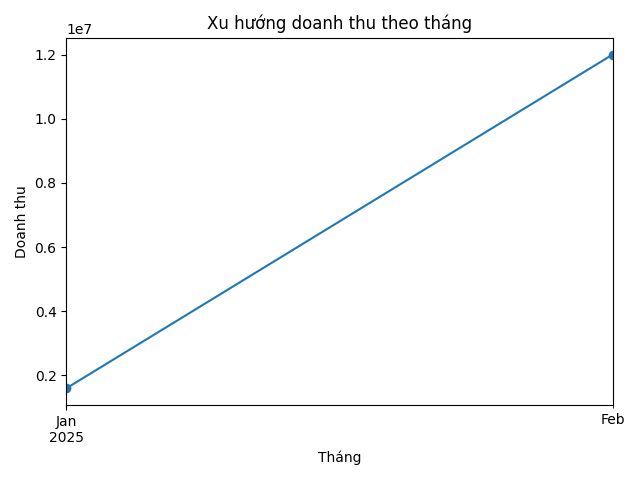 Xu hướng doanh thu theo tháng
1e7
1.2
1.0
0.8
0.6
0.4
0.2
Doanh thu
Jan
2025
Feb
Tháng